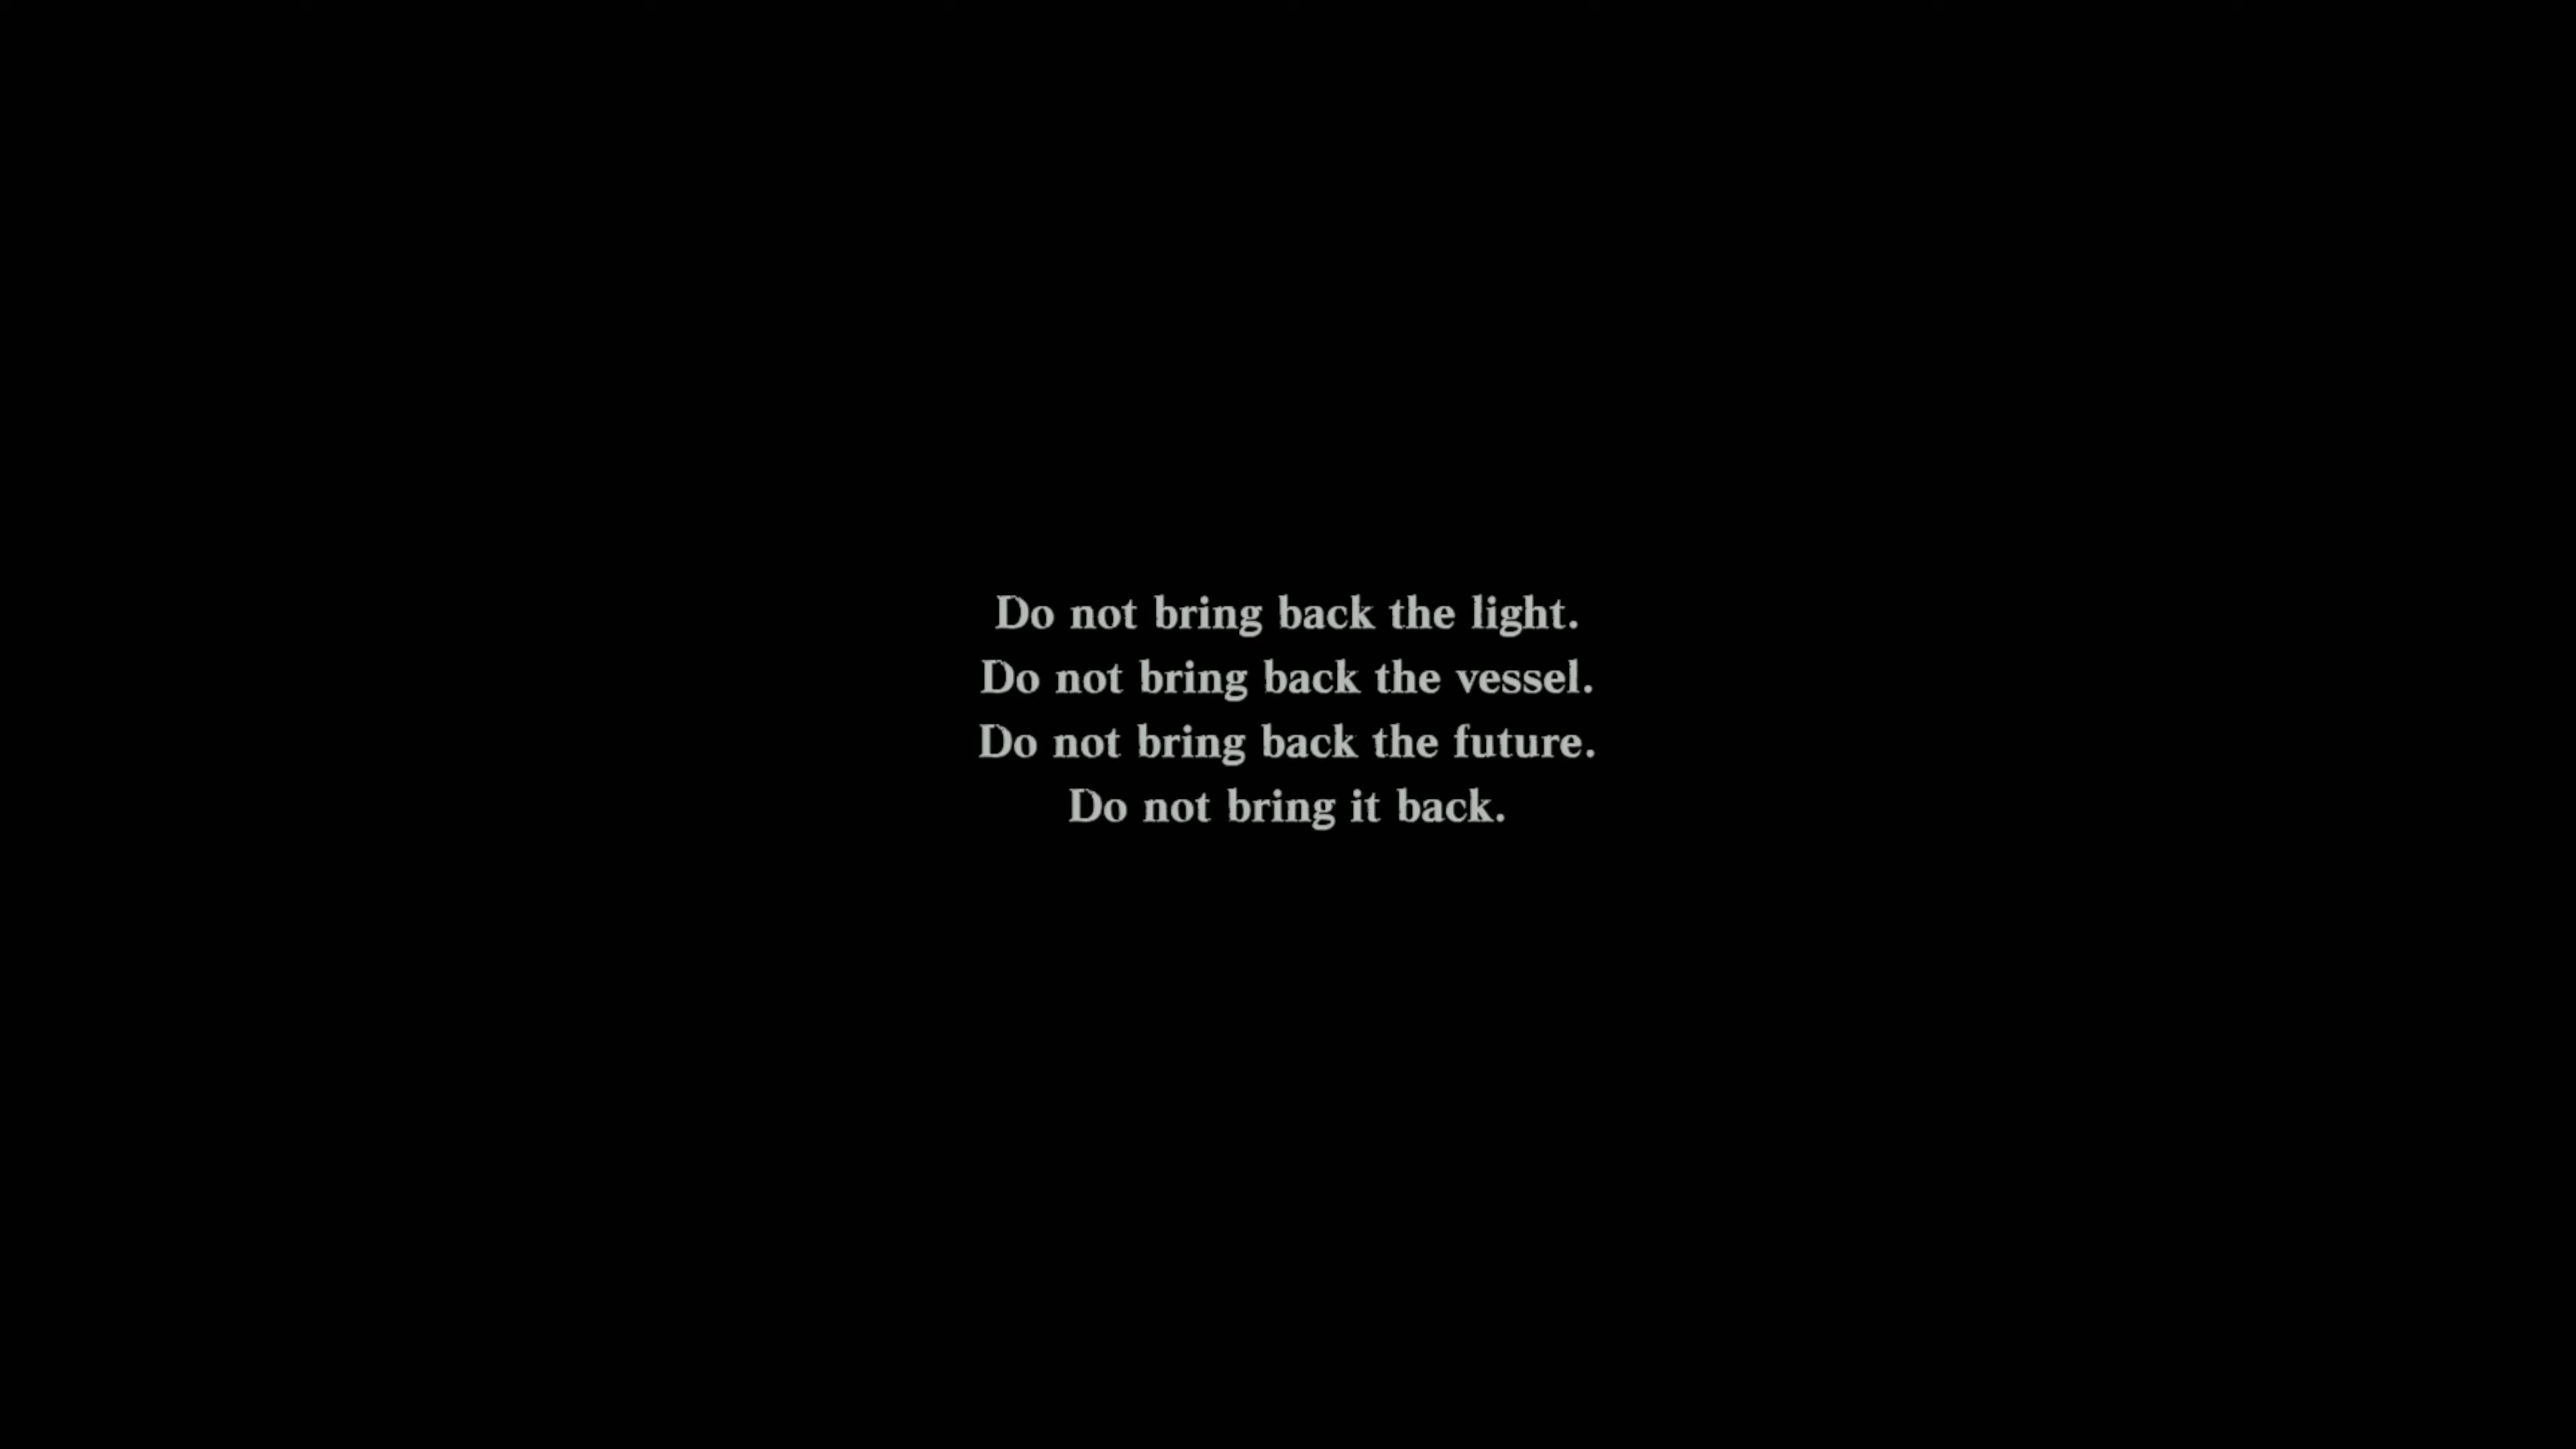 Do not bring back the light.
Do not bring back the vessel.
Do not bring back the future.
Do not bring it back.